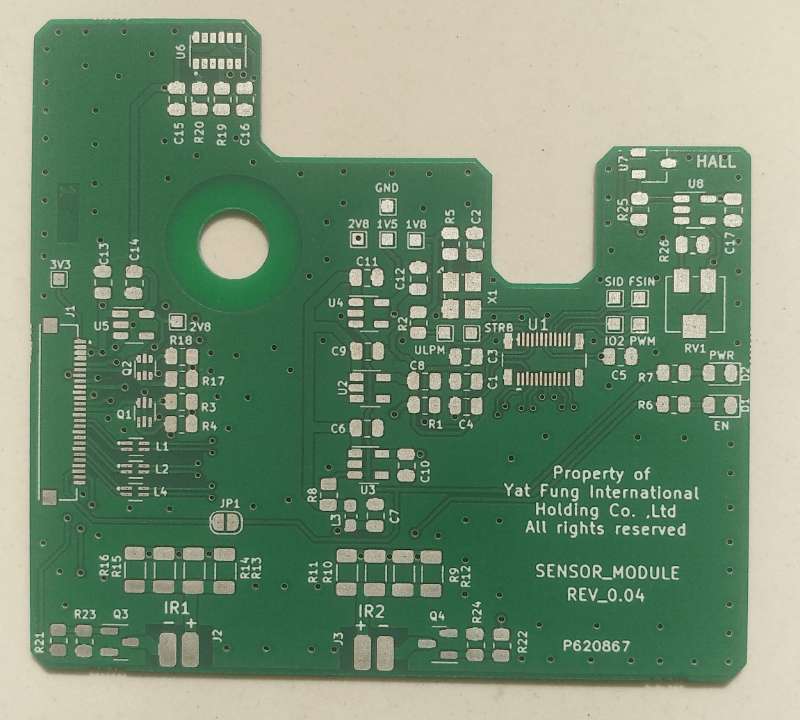 U6
C15
R20
R19
C16
U7
HALL
U8
R25
C17
R26
GND
2V8
1V5
1V8
R5
C2
3V3
C13
C14
C11
C12
X1
SID
FSIN
J1
U5
2V8
U4
R2
STRB
U1
ULPM
IO2
PWM
RV1
R18
Q2
R17
C9
C3
C5
PWR
C8
U2
C1
R7
D2
R3
Q1
R4
R1
C4
R6
D1
EN
C6
L1
L2
L4
C10
U3
R8
L3
C7
JP1
Property of
Yat Fung International
Holding Co. ,Ltd
All rights reserved
R16
R15
R14
R13
R11
R10
R9
R12
SENSOR_MODULE
REV_0.04
IR1
- +
IR2
+ -
R21
R23
Q3
J2
J3
Q4
R24
R22
P620867